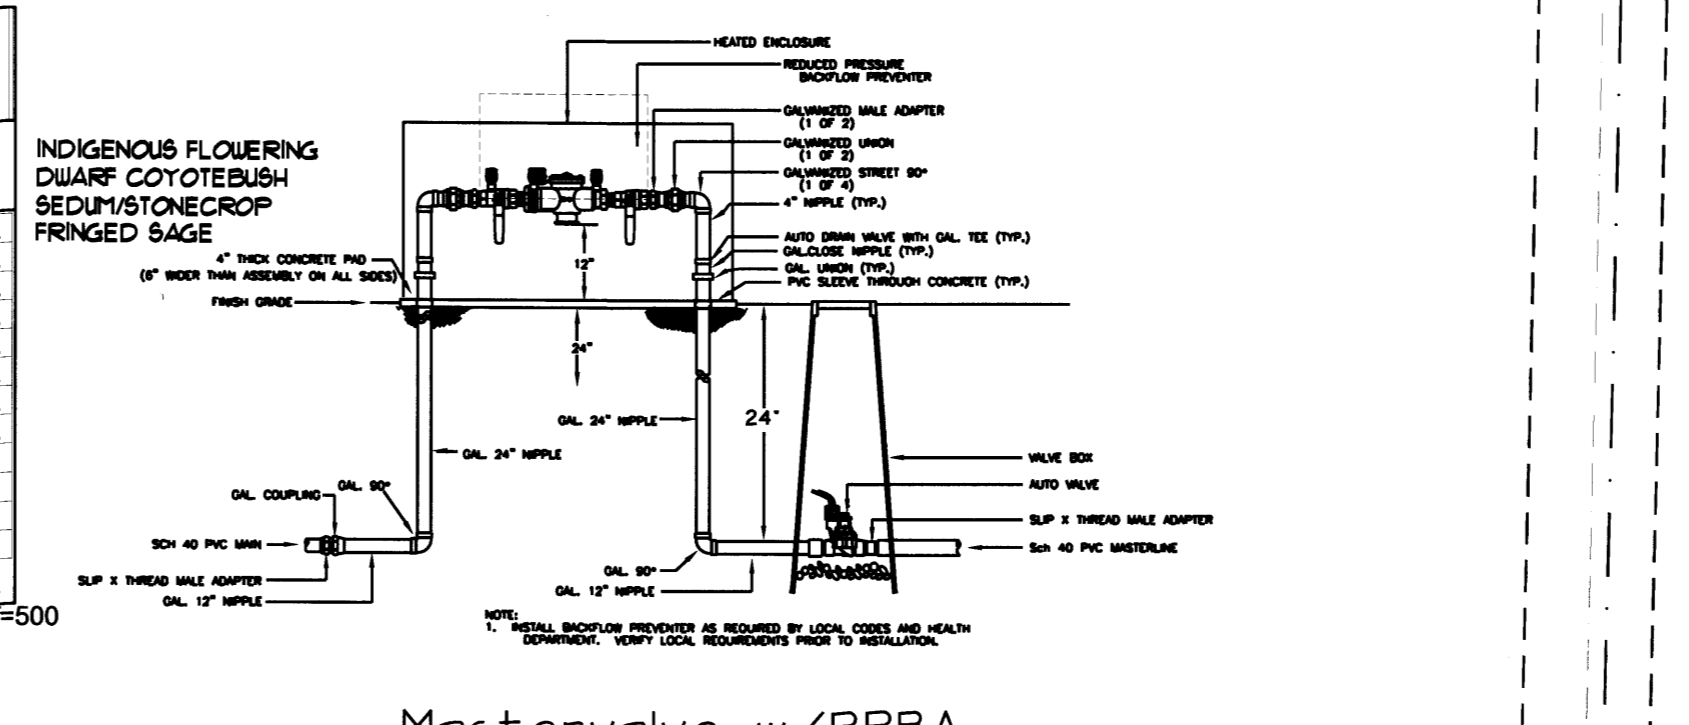 HEATED ENCLOSURE
REDUCED PRESSURE
BACKFLOW PREVENTER
GALVANIZED MALE ADAPTER
(1 OF 2)
GALVANIZED UNION
(1 OF 2)
GALVANIZED STREET 90°
(1 OF 4)
4" NIPPLE (TYP.)
AUTO DRAIN VALVE WITH GAL. TEE (TYP.)
GAL.CLOSE NIPPLE (TYP.)
GAL. UNION (TYP.)
PVC SLEEVE THROUGH CONCRETE (TYP.)
INDIGENOUS FLOWERING
DWARF COYOTEBUSH
SEDUM/STONECROP
FRINGED SAGE
4" THICK CONCRETE PAD
(6" WIDER THAN ASSEMBLY ON ALL SIDES)
FINISH GRADE
12"
24"
GAL. 24" NIPPLE
24"
GAL. 24" NIPPLE
VALVE BOX
AUTO VALVE
SLIP X THREAD MALE ADAPTER
Sch 40 PVC MASTERLINE
GAL. COUPLING
GAL. 90°
SCH 40 PVC MAIN
SLIP X THREAD MALE ADAPTER
GAL. 12" NIPPLE
GAL. 90°
GAL. 12" NIPPLE
=500
NOTE:
1. INSTALL BACKFLOW PREVENTER AS REQUIRED BY LOCAL CODES AND HEALTH
DEPARTMENT. VERIFY LOCAL REQUIREMENTS PRIOR TO INSTALLATION.
Mastervalve w/RPBA